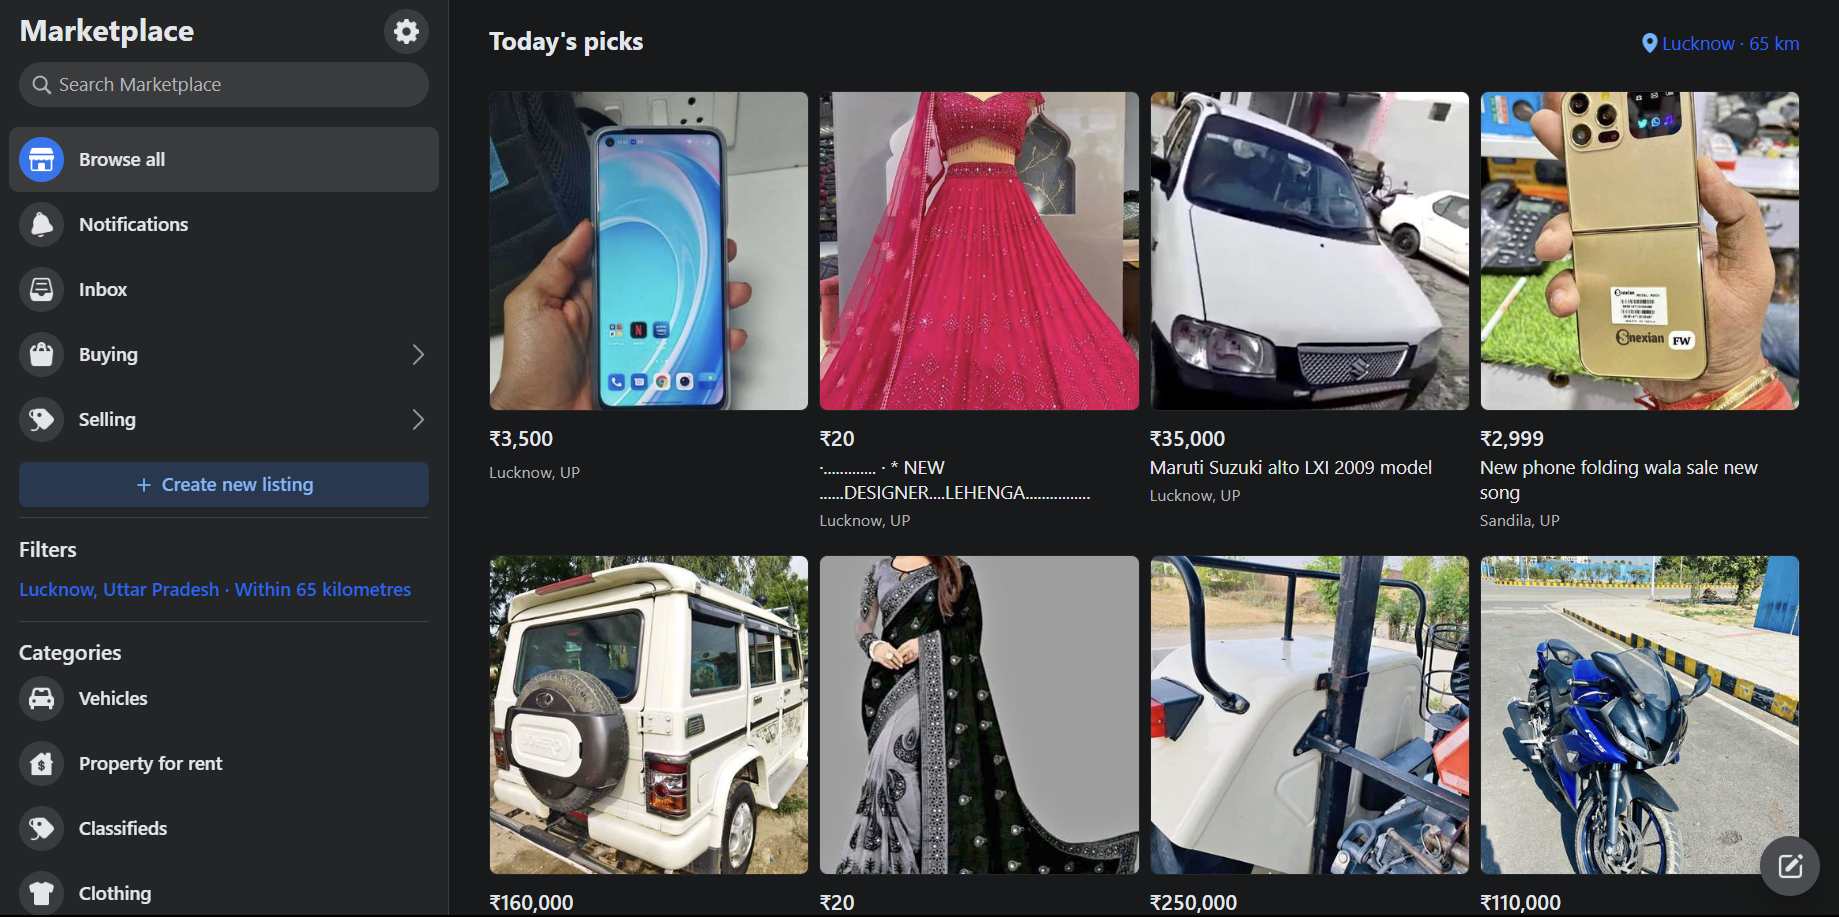 Marketplace
Search Marketplace
Browse all
Notifications
Inbox
Buying
Selling
+ Create new listing
Filters
Lucknow, Uttar Pradesh · Within 65 kilometres
Categories
Vehicles
Property for rent
Classifieds
Clothing
Today's picks
Lucknow · 65 km
₹3,500
Lucknow, UP
₹20
·............. · * NEW
......DESIGNER....LEHENGA...............
Lucknow, UP
₹35,000
Maruti Suzuki alto LXI 2009 model
Lucknow, UP
Snexian
FW
₹2,999
New phone folding wala sale new
song
Sandila, UP
₹160,000
₹20
₹250,000
R15
₹110,000